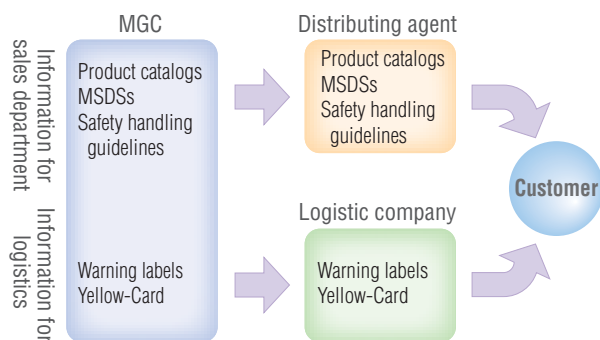 MGC
Information for
sales department
Product catalogs
MSDSs
Safety handling
guidelines
Information for
logistics
Warning labels
Yellow-Card
Distributing agent
Product catalogs
MSDSs
Safety handling
guidelines
Logistic company
Warning labels
Yellow-Card
Customer